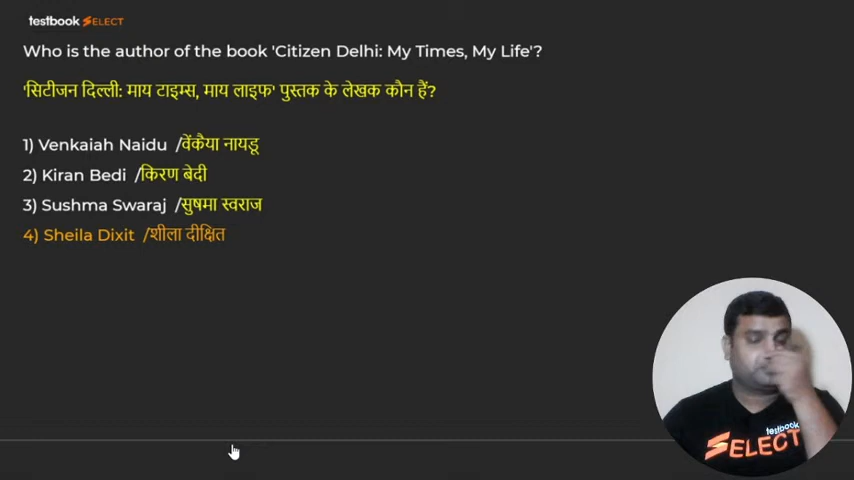 testbook SELECT
Who is the author of the book 'Citizen Delhi: My Times, My Life'?
'सिटीजन दिल्ली: माय टाइम्स, माय लाइफ' पुस्तक के लेखक कौन हैं?
1) Venkaiah Naidu /वेंकैया नायडू
2) Kiran Bedi /किरण बेदी
3) Sushma Swaraj /सुषमा स्वराज
4) Sheila Dixit /शीला दीक्षित
testbook
SELECT